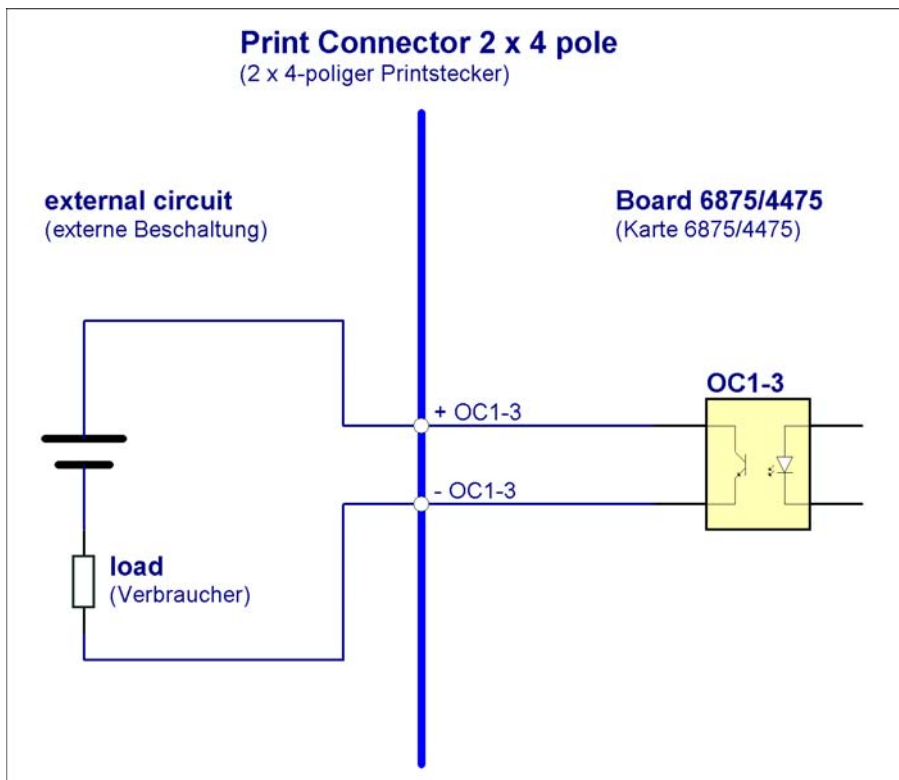 Print Connector 2 x 4 pole
(2 x 4-poliger Printstecker)
external circuit
(externe Beschaltung)
Board 6875/4475
(Karte 6875/4475)
OC1-3
+ OC1-3
- OC1-3
load
(Verbraucher)